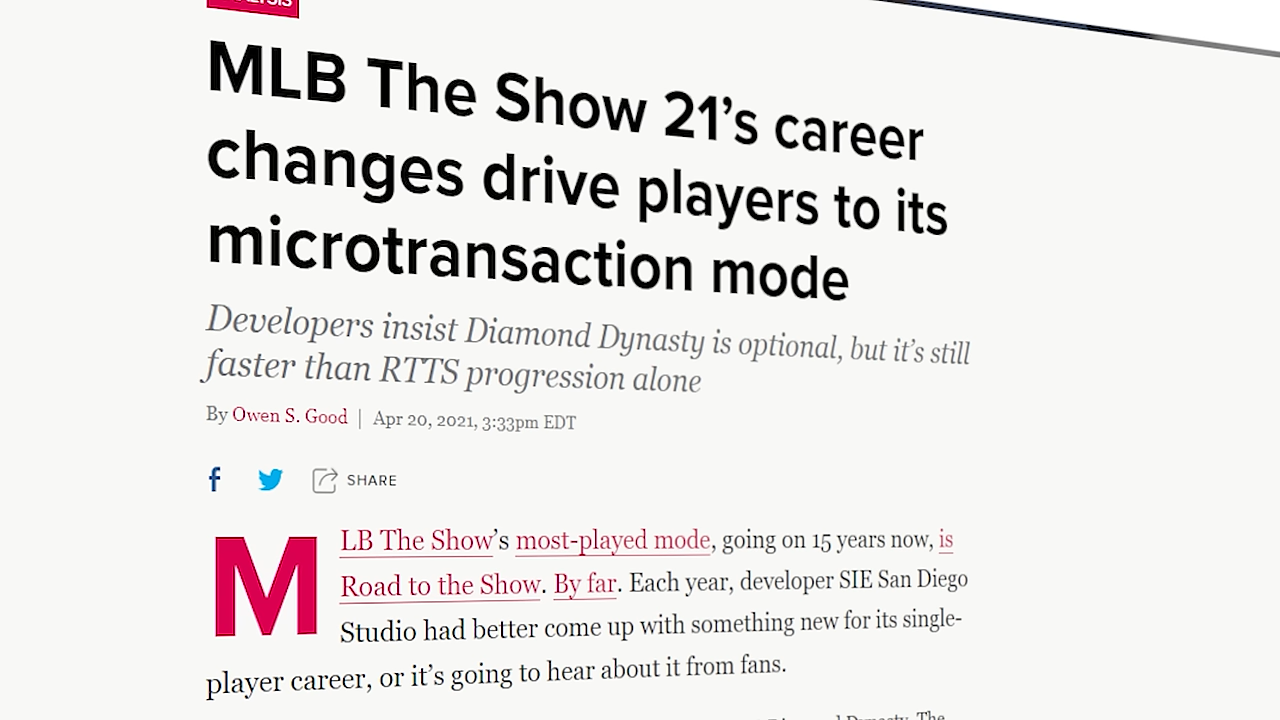 MLB The Show 21’s career
changes drive players to its
microtransaction mode
Developers insist Diamond Dynasty is optional, but it’s still
faster than RTTS progression alone
By Owen S. Good | Apr 20, 2021, 3:33pm EDT
f SHARE
MLB The Show’s most-played mode, going on 15 years now, is
Road to the Show. By far. Each year, developer SIE San Diego
Studio had better come up with something new for its single-
player career, or it’s going to hear about it from fans.
The